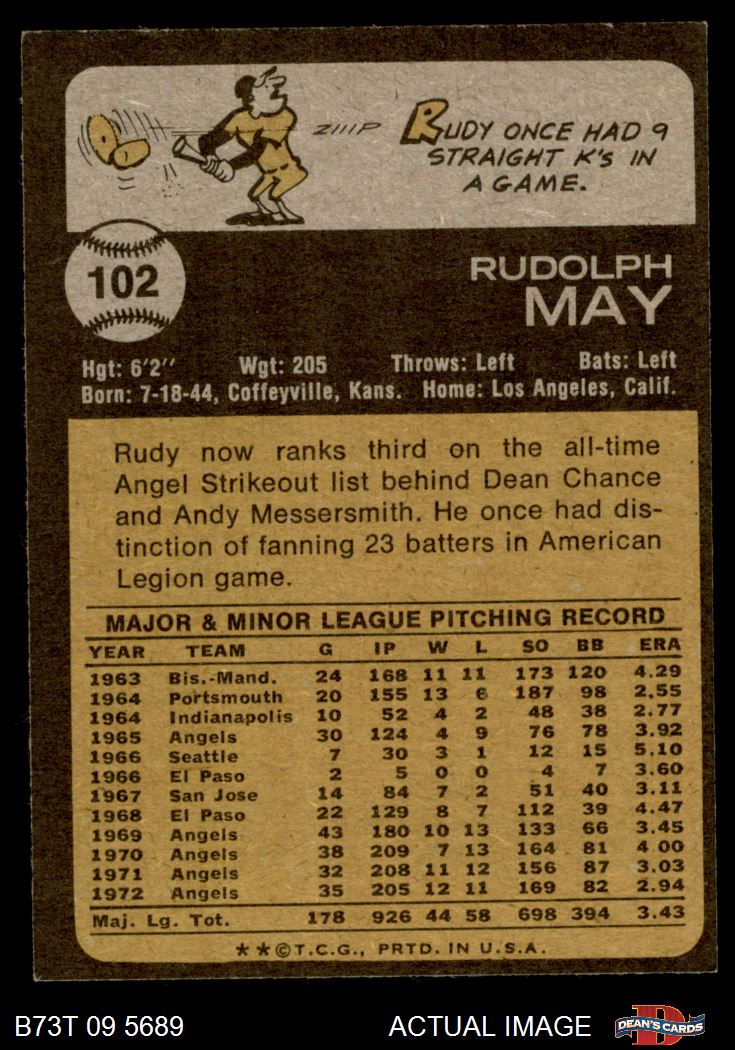 ZIIIP
RUDY ONCE HAD 9
STRAIGHT K'S IN
A GAME.
102
RUDOLPH
MAY
Hgt: 6'2" Wgt: 205 Throws: Left Bats: Left
Born: 7-18-44, Coffeyville, Kans. Home: Los Angeles, Calif.
Rudy now ranks third on the all-time
Angel Strikeout list behind Dean Chance
and Andy Messersmith. He once had dis-
tinction of fanning 23 batters in American
Legion game.
MAJOR & MINOR LEAGUE PITCHING RECORD
YEAR TEAM G IP W L SO BB ERA
1963 Bis.-Mand. 24 168 11 11 173 120 4.29
1964 Portsmouth 20 155 13 6 187 98 2.55
1964 Indianapolis 10 52 4 2 48 38 2.77
1965 Angels 30 124 4 9 76 78 3.92
1966 Seattle 7 30 3 1 12 15 5.10
1966 El Paso 2 5 0 0 4 7 3.60
1967 San Jose 14 84 7 2 51 40 3.11
1968 El Paso 22 129 8 7 112 39 4.47
1969 Angels 43 180 10 13 133 66 3.45
1970 Angels 38 209 7 13 164 81 4.00
1971 Angels 32 208 11 12 156 87 3.03
1972 Angels 35 205 12 11 169 82 2.94
Maj. Lg. Tot. 178 926 44 58 698 394 3.43
★★©T.C.G., PRTD. IN U.S.A.
B73T 09 5689 ACTUAL IMAGE D DEAN'S CARDS